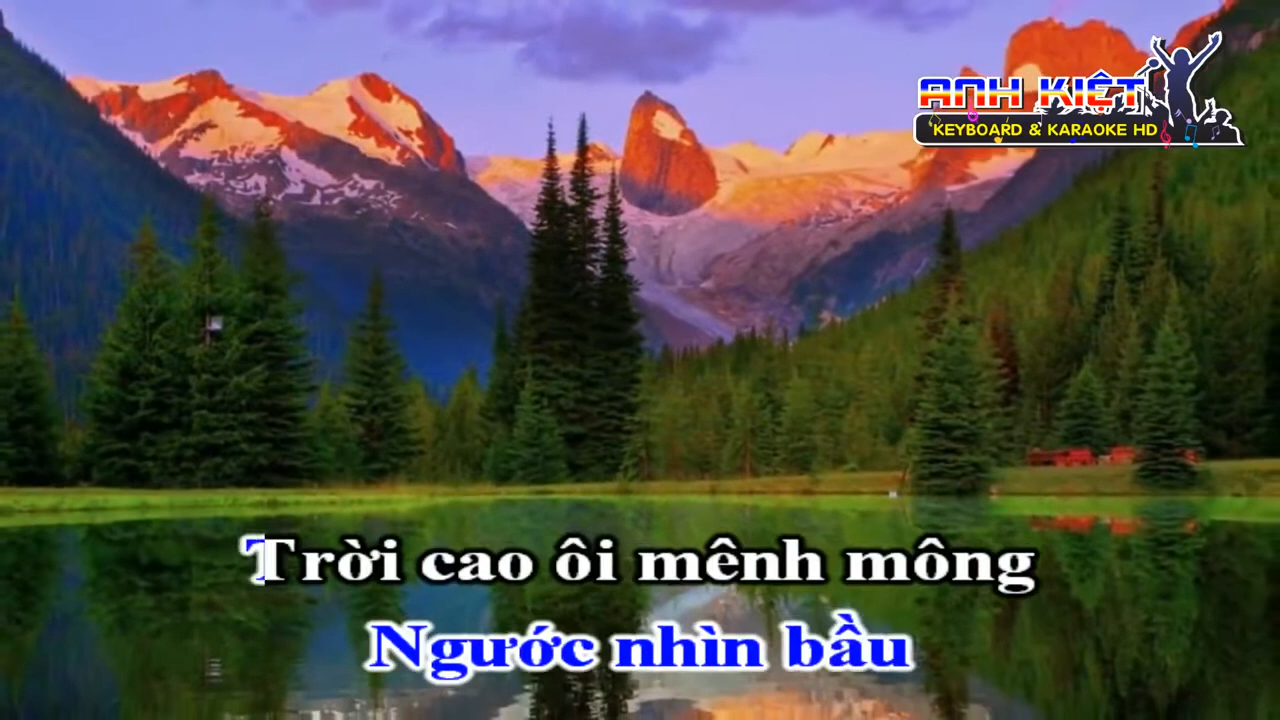 ANH KIỆT
KEYBOARD & KARAOKE HD
Trời cao ôi mênh mông
Ngước nhìn bầu